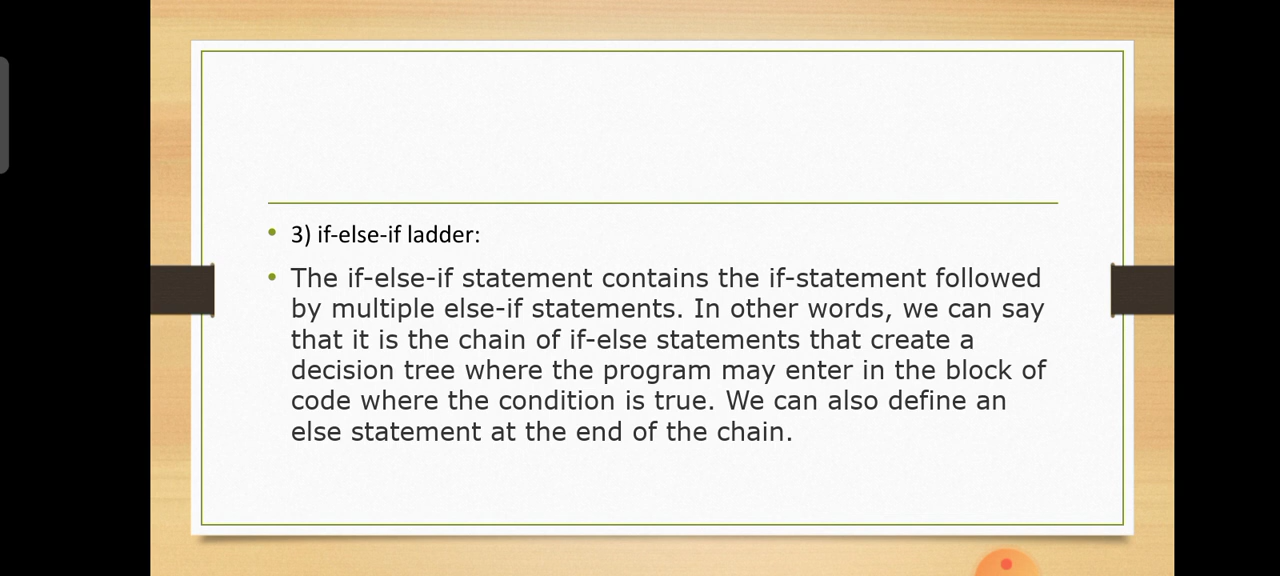 3) if-else-if ladder:
The if-else-if statement contains the if-statement followed
by multiple else-if statements. In other words, we can say
that it is the chain of if-else statements that create a
decision tree where the program may enter in the block of
code where the condition is true. We can also define an
else statement at the end of the chain.